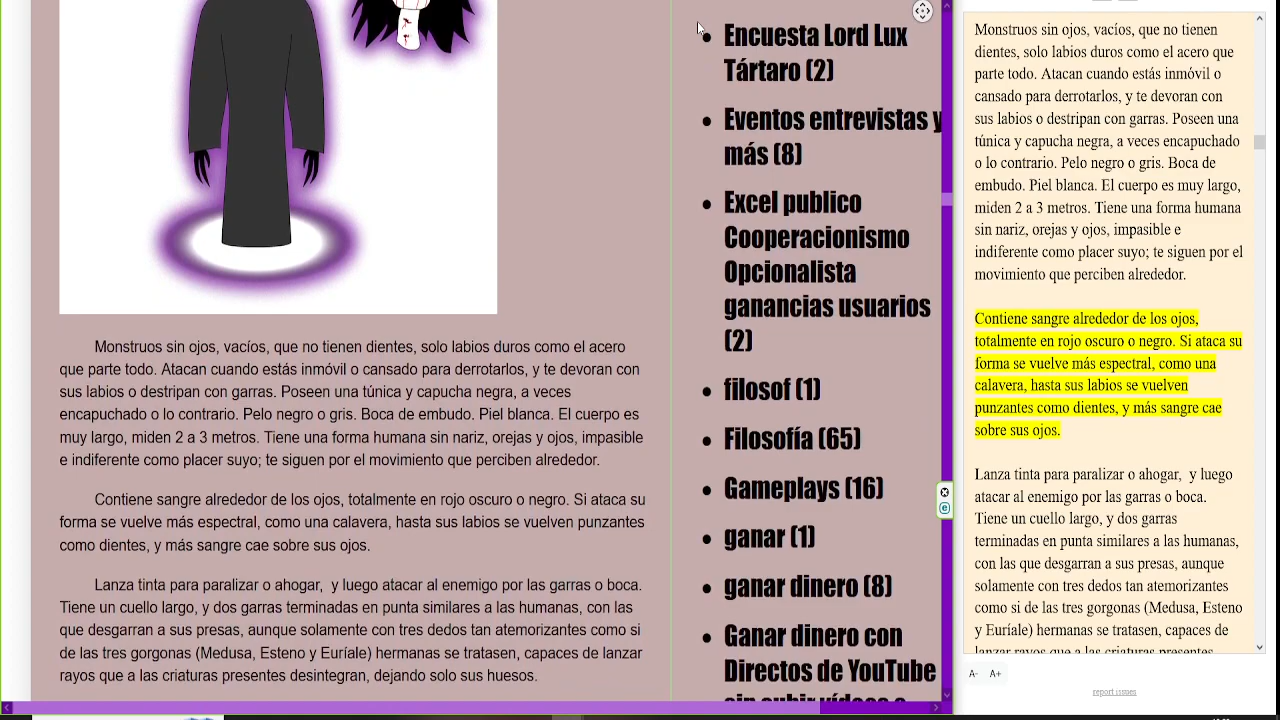 Monstruos sin ojos, vacíos, que no tienen dientes, solo labios duros como el acero
que parte todo. Atacan cuando estás inmóvil o cansado para derrotarlos, y te devoran con
sus labios o destripan con garras. Poseen una túnica y capucha negra, a veces
encapuchado o lo contrario. Pelo negro o gris. Boca de embudo. Piel blanca. El cuerpo es
muy largo, miden 2 a 3 metros. Tiene una forma humana sin nariz, orejas y ojos, impasible
e indiferente como placer suyo; te siguen por el movimiento que perciben alrededor.
Contiene sangre alrededor de los ojos, totalmente en rojo oscuro o negro. Si ataca su
forma se vuelve más espectral, como una calavera, hasta sus labios se vuelven punzantes
como dientes, y más sangre cae sobre sus ojos.
Lanza tinta para paralizar o ahogar,  y luego atacar al enemigo por las garras o boca.
Tiene un cuello largo, y dos garras terminadas en punta similares a las humanas, con las
que desgarran a sus presas, aunque solamente con tres dedos tan atemorizantes como si
de las tres gorgonas (Medusa, Esteno y Euríale) hermanas se tratasen, capaces de lanzar
rayos que a las criaturas presentes desintegran, dejando solo sus huesos.
Encuesta Lord Lux
Tártaro (2)
Eventos entrevistas y
más (8)
Excel publico
Cooperacionismo
Opcionalista
ganancias usuarios
(2)
filosof (1)
Filosofía (65)
Gameplays (16)
ganar (1)
ganar dinero (8)
Ganar dinero con
Directos de YouTube
sin subir vídeos o
Monstruos sin ojos, vacíos, que no tienen
dientes, solo labios duros como el acero que
parte todo. Atacan cuando estás inmóvil o
cansado para derrotarlos, y te devoran con
sus labios o destripan con garras. Poseen una
túnica y capucha negra, a veces encapuchado
o lo contrario. Pelo negro o gris. Boca de
embudo. Piel blanca. El cuerpo es muy largo,
miden 2 a 3 metros. Tiene una forma humana
sin nariz, orejas y ojos, impasible e
indiferente como placer suyo; te siguen por el
movimiento que perciben alrededor.
Contiene sangre alrededor de los ojos,
totalmente en rojo oscuro o negro. Si ataca su
forma se vuelve más espectral, como una
calavera, hasta sus labios se vuelven
punzantes como dientes, y más sangre cae
sobre sus ojos.
Lanza tinta para paralizar o ahogar,  y luego
atacar al enemigo por las garras o boca.
Tiene un cuello largo, y dos garras
terminadas en punta similares a las humanas,
con las que desgarran a sus presas, aunque
solamente con tres dedos tan atemorizantes
como si de las tres gorgonas (Medusa, Esteno
y Euríale) hermanas se tratasen, capaces de
lanzar rayos que a las criaturas presentes
A- A+
report issues